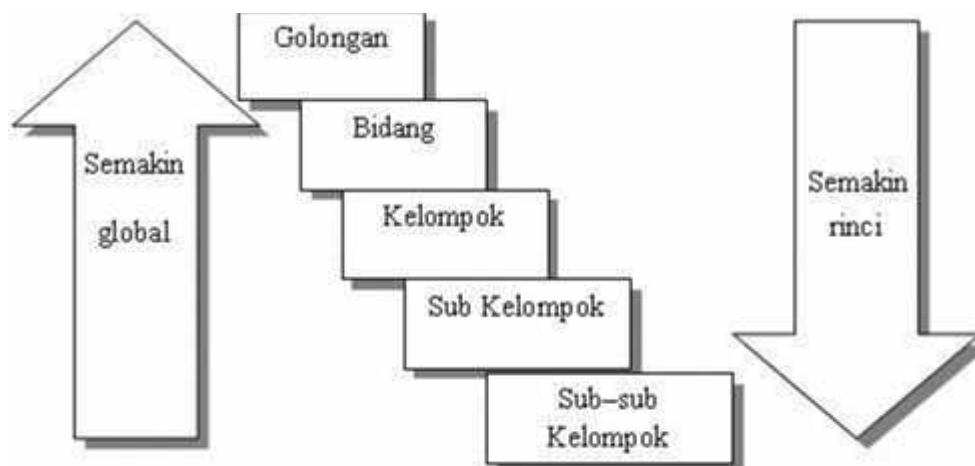 Golongan
Bidang
Kelompok
Sub Kelompok
Sub-sub
Kelompok
Semakin
global
Semakin
rinci